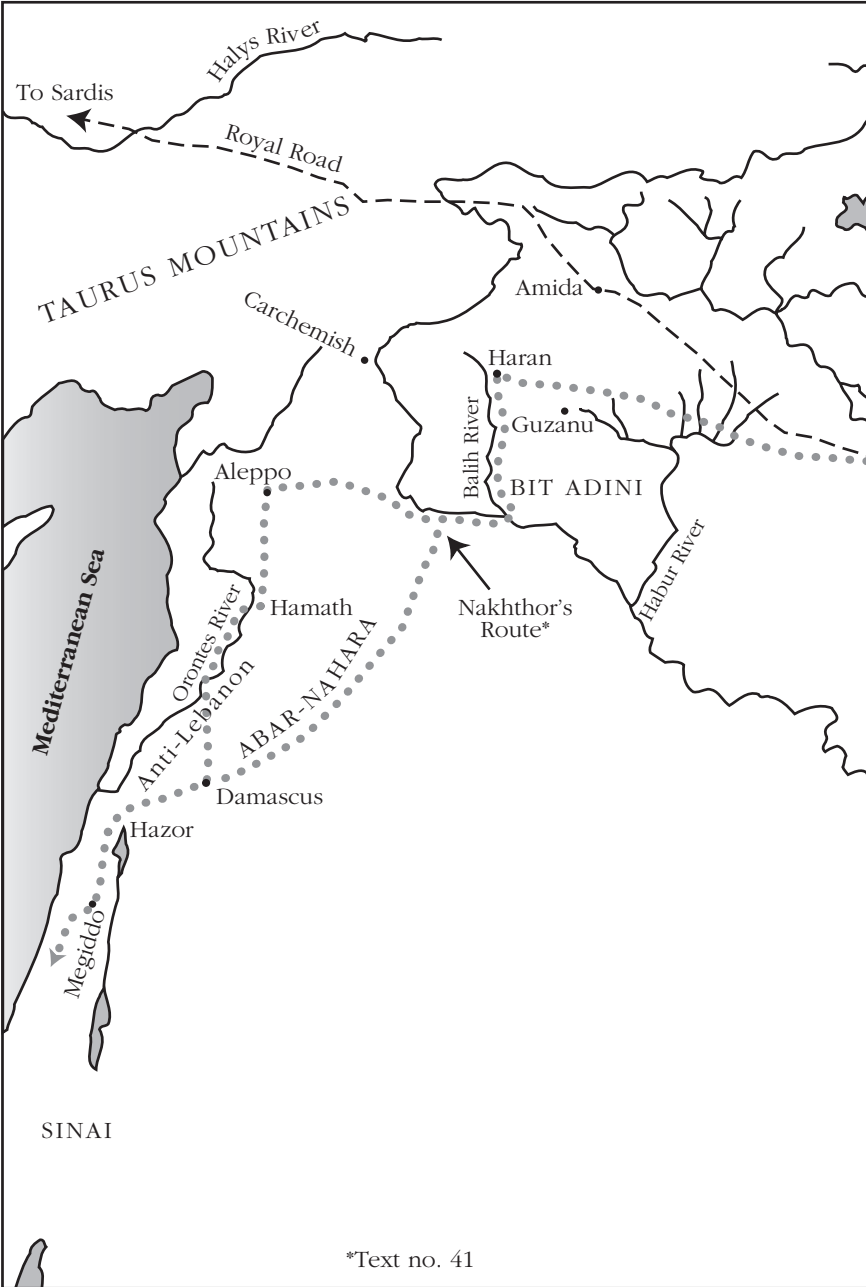 Halys River
To Sardis
Royal Road
TAURUS MOUNTAINS
Amida
Carchemish
Haran
Guzanu
Balih River
Aleppo
BIT ADINI
Habur River
Mediterranean Sea
Orontes River
Hamath
Nakhthor's
Route*
ABAR-NAHARA
Anti-Lebanon
Damascus
Hazor
Megiddo
SINAI
*Text no. 41